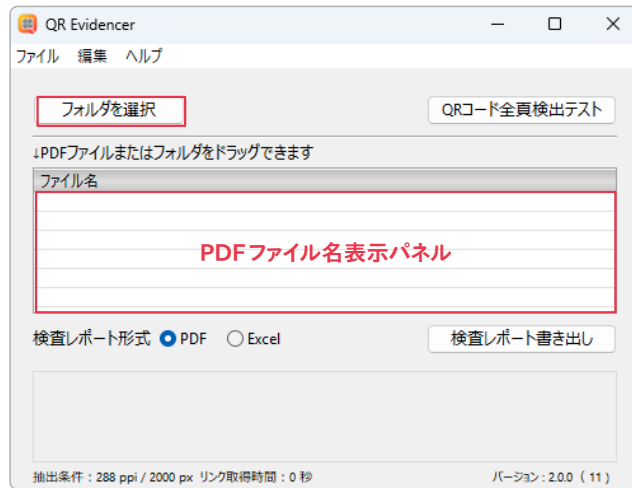 QR Evidencer
ファイル 編集 ヘルプ
フォルダを選択 QRコード全頁検出テスト
↓PDFファイルまたはフォルダをドラッグできます
ファイル名
PDFファイル名表示パネル
検査レポート形式 PDF Excel 検査レポート書き出し
抽出条件：288 ppi / 2000 px リンク取得時間：0 秒 バージョン : 2.0.0 ( 11 )